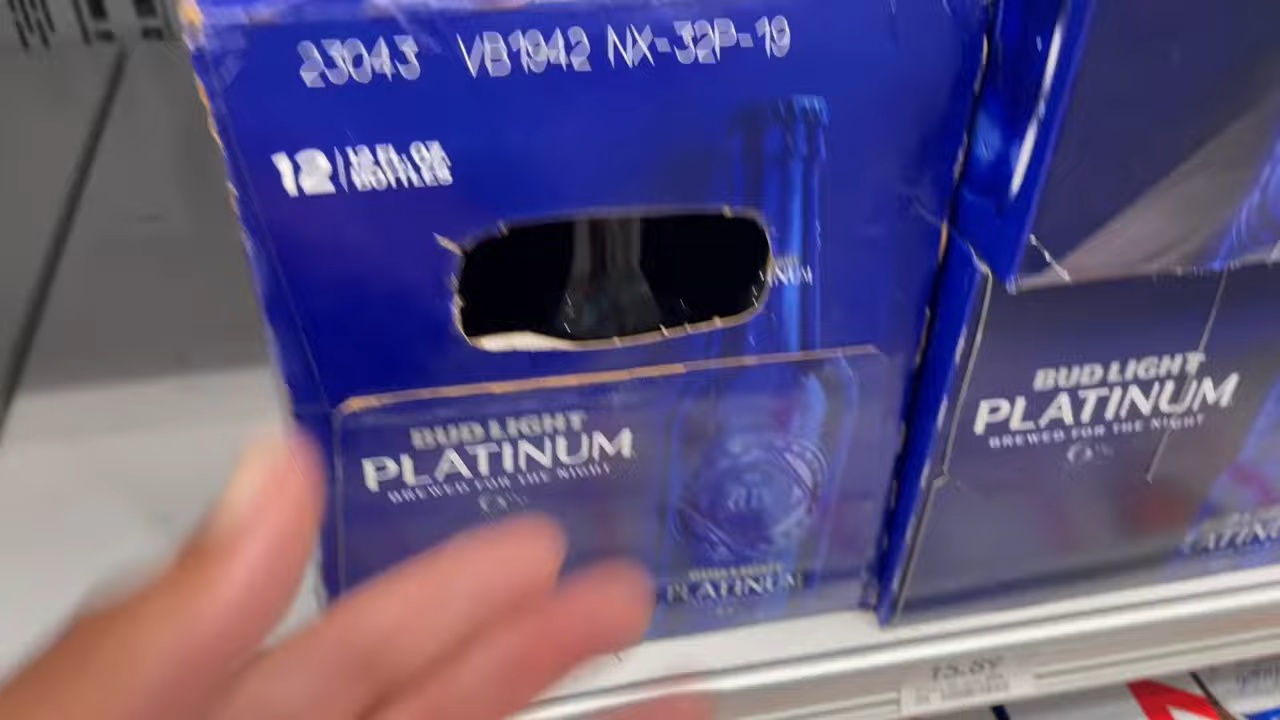 23043 VB1942 NX-32P-19
12
BUD LIGHT
PLATINUM
BREWED FOR THE NIGHT
BUD LIGHT
PLATINUM
BUD LIGHT
PLATINUM
BREWED FOR THE NIGHT